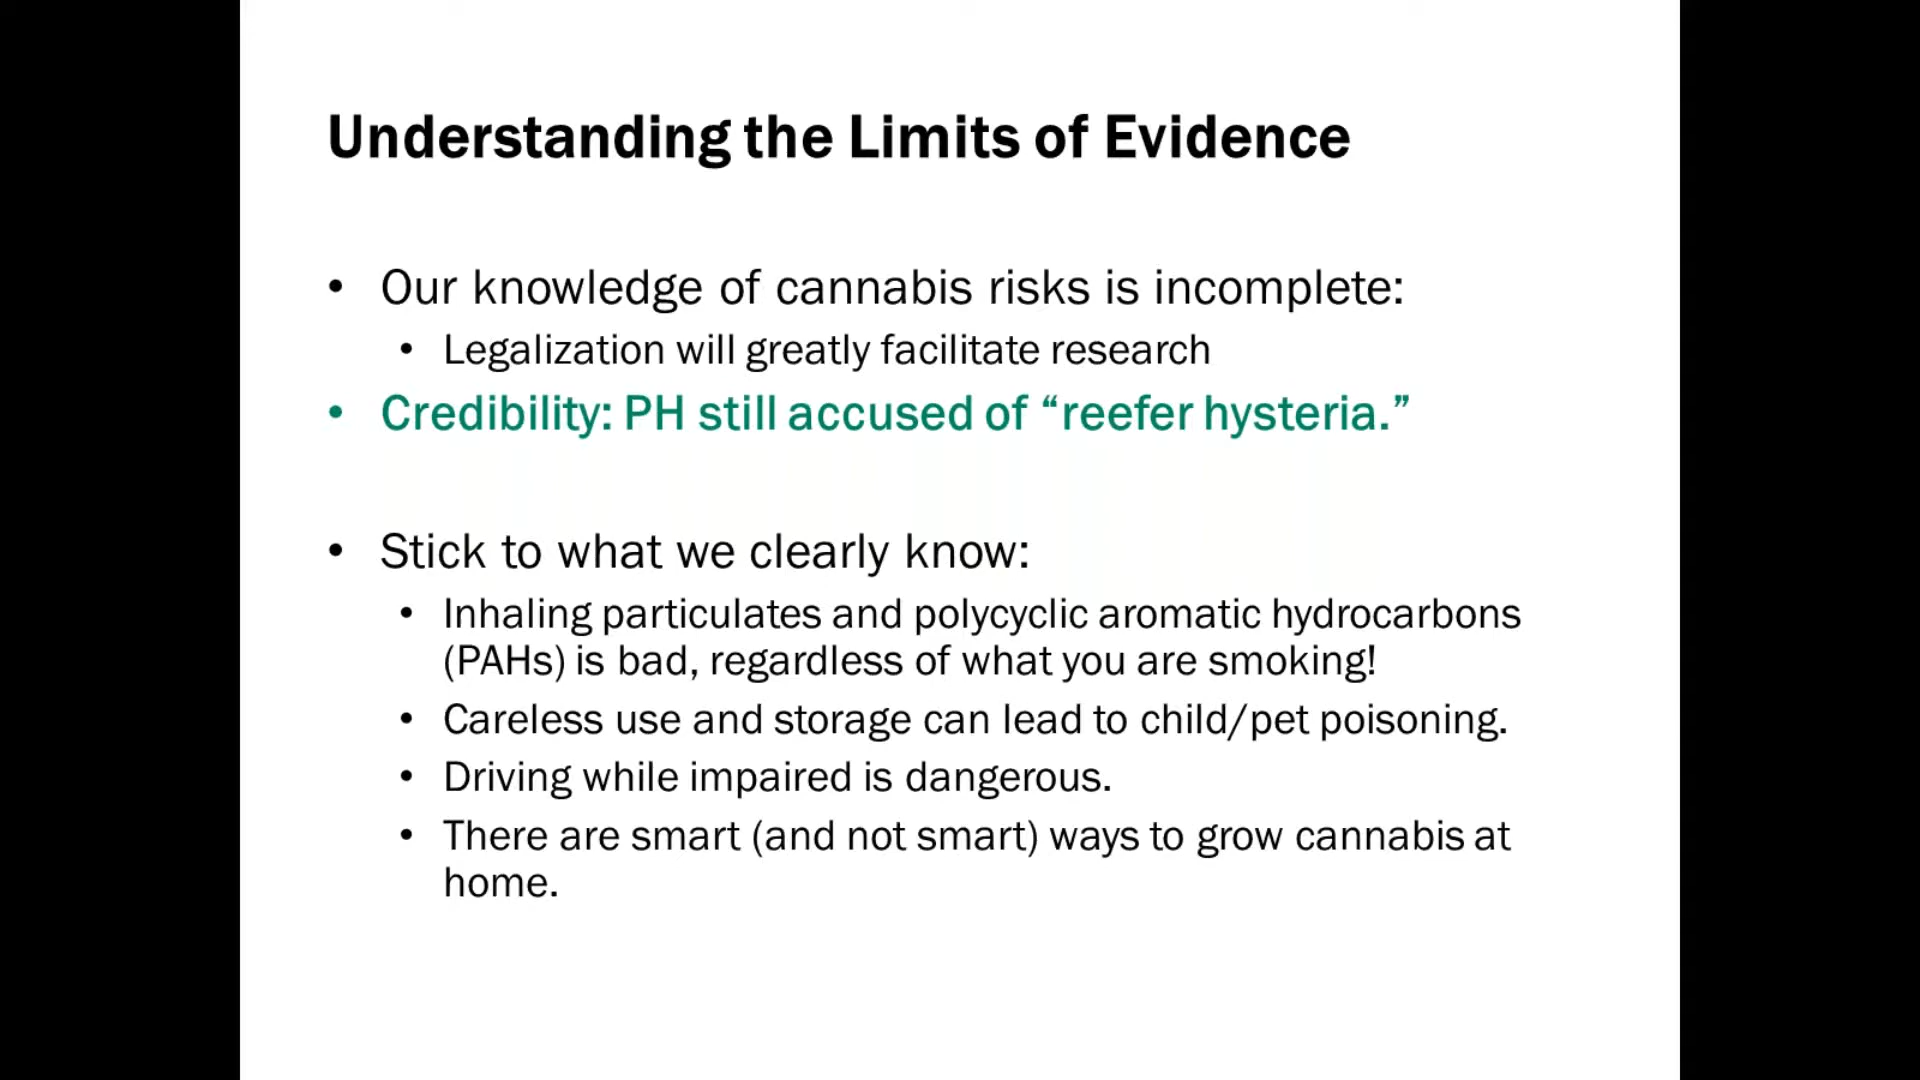 Understanding the Limits of Evidence
• Our knowledge of cannabis risks is incomplete:
• Legalization will greatly facilitate research
• Credibility: PH still accused of “reefer hysteria.”
• Stick to what we clearly know:
• Inhaling particulates and polycyclic aromatic hydrocarbons
(PAHs) is bad, regardless of what you are smoking!
• Careless use and storage can lead to child/pet poisoning.
• Driving while impaired is dangerous.
• There are smart (and not smart) ways to grow cannabis at
home.